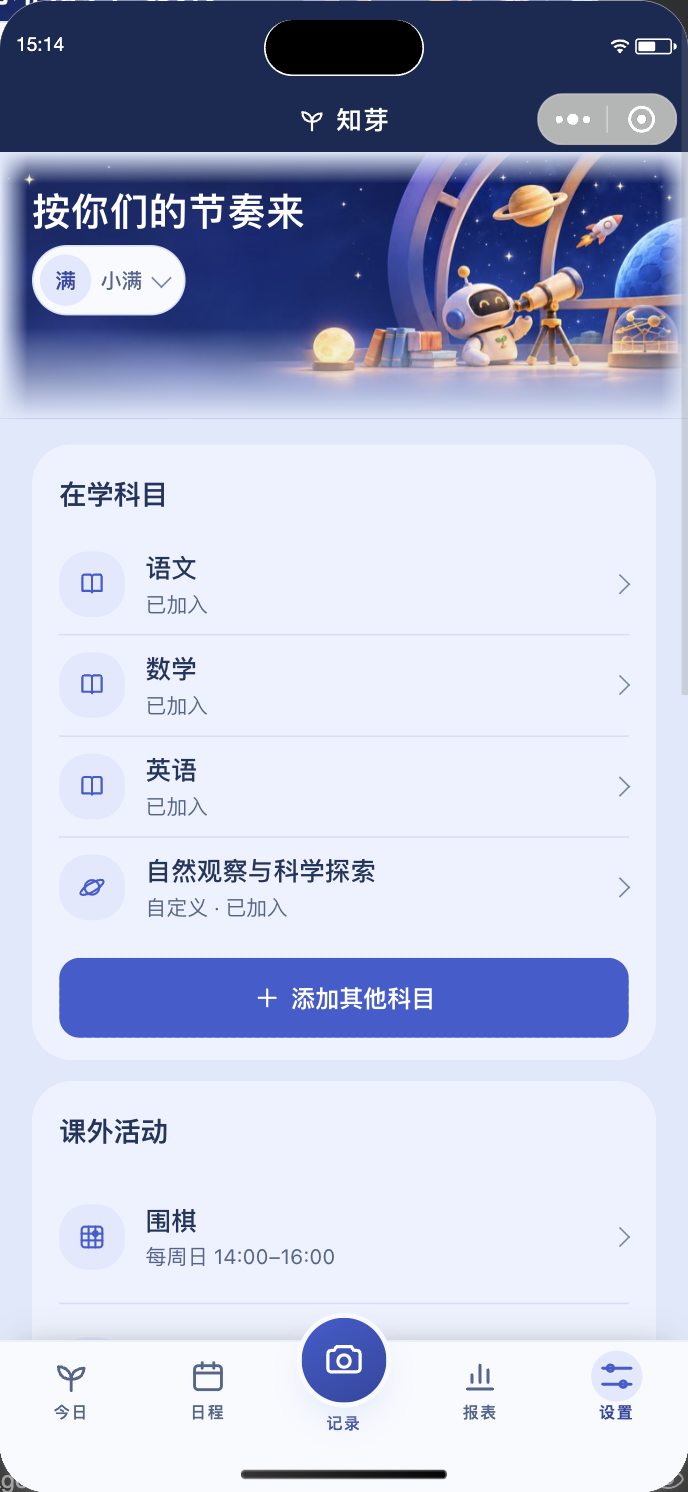 15:14
知芽
按你们的节奏来
满 小满
在学科目
语文
已加入
数学
已加入
英语
已加入
自然观察与科学探索
自定义 · 已加入
添加其他科目
课外活动
围棋
每周日 14:00–16:00
今日
日程
记录
报表
设置